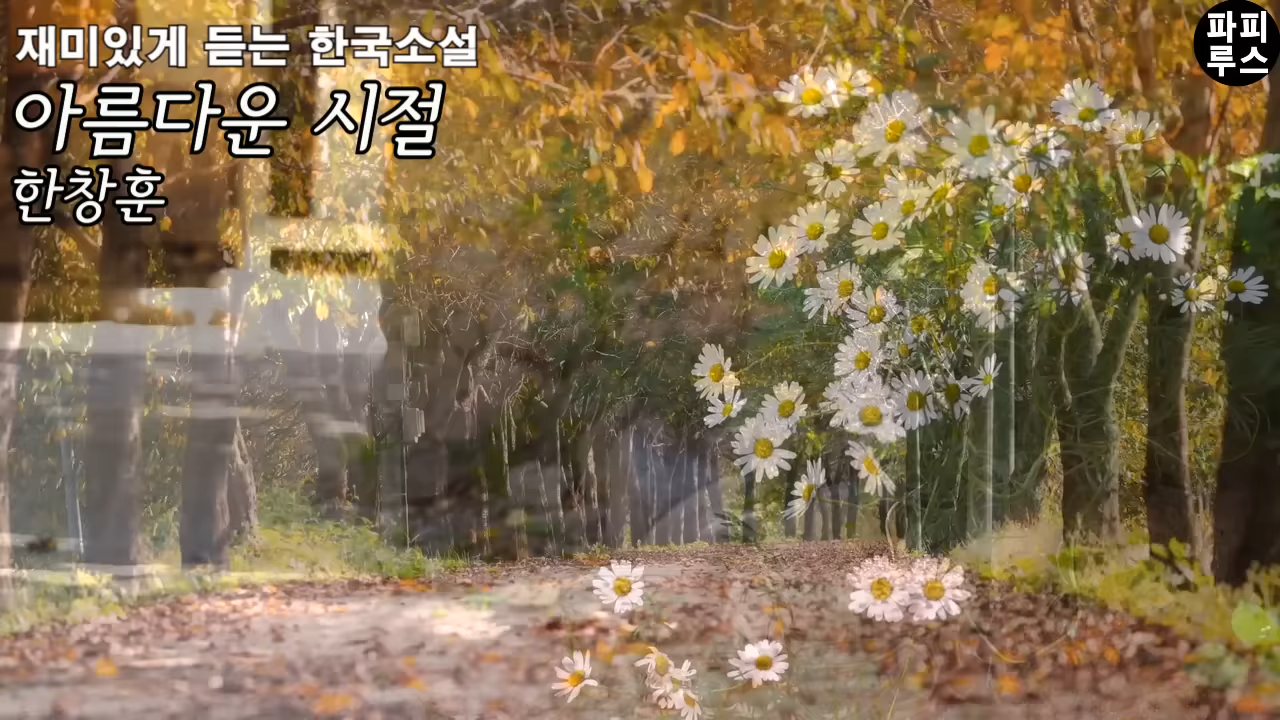 재미있게 듣는 한국소설
아름다운 시절
한창훈
파피
루스